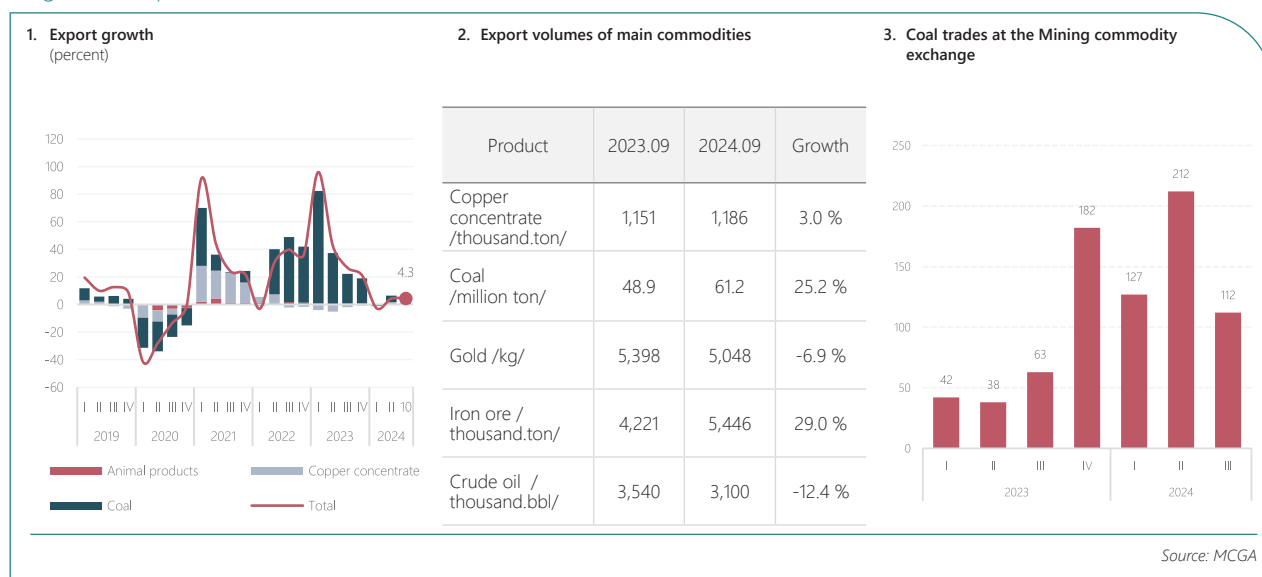 1. Export growth
(percent)
120
100
80
60
40
20
0
-20
-40
-60
4.3
I II III IV I II III IV I II III IV I II III IV I II III IV I II 10
2019 2020 2021 2022 2023 2024
Animal products
Copper concentrate
Coal
Total
2. Export volumes of main commodities
Product 2023.09 2024.09 Growth
Copper
concentrate
/thousand.ton/
1,151 1,186 3.0 %
Coal
/million ton/
48.9 61.2 25.2 %
Gold /kg/ 5,398 5,048 -6.9 %
Iron ore /
thousand.ton/
4,221 5,446 29.0 %
Crude oil /
thousand.bbl/
3,540 3,100 -12.4 %
3. Coal trades at the Mining commodity
exchange
250
200
150
100
50
0
42 38 63 182 127 212 112
I II III IV I II III
2023 2024
Source: MCGA